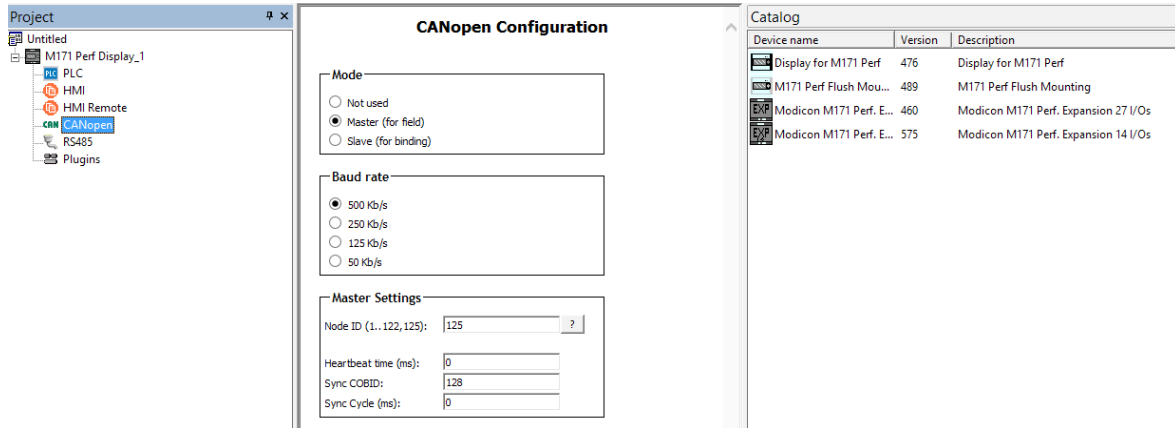 Project
Untitled
M171 Perf Display_1
PLC PLC
HMI
HMI Remote
CAN CANopen
RS485
Plugins
CANopen Configuration
Mode
Not used
Master (for field)
Slave (for binding)
Baud rate
500 Kb/s
250 Kb/s
125 Kb/s
50 Kb/s
Master Settings
Node ID (1..122,125): 125 ?
Heartbeat time (ms): 0
Sync COBID: 128
Sync Cycle (ms): 0
Catalog
Device name Version Description
Display for M171 Perf 476 Display for M171 Perf
M171 Perf Flush Mou... 489 M171 Perf Flush Mounting
EXP Modicon M171 Perf. E... 460 Modicon M171 Perf. Expansion 27 I/Os
EXP Modicon M171 Perf. E... 575 Modicon M171 Perf. Expansion 14 I/Os